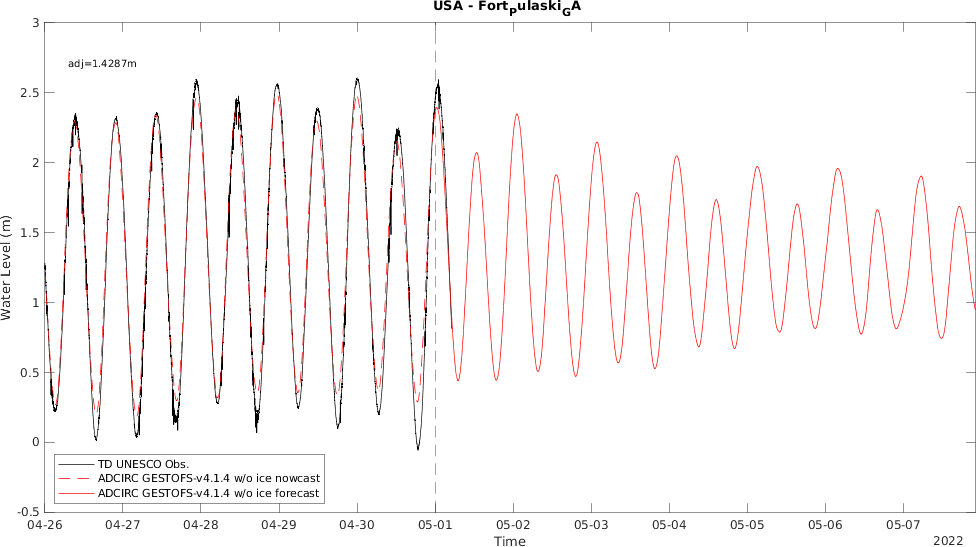 USA - Fort_Pulaski_GA
adj=1.4287m
Water Level (m)
3
2.5
2
1.5
1
0.5
0
-0.5
TD UNESCO Obs.
ADCIRC GESTOFS-v4.1.4 w/o ice nowcast
ADCIRC GESTOFS-v4.1.4 w/o ice forecast
04-26 04-27 04-28 04-29 04-30 05-01 05-02 05-03 05-04 05-05 05-06 05-07
Time
2022